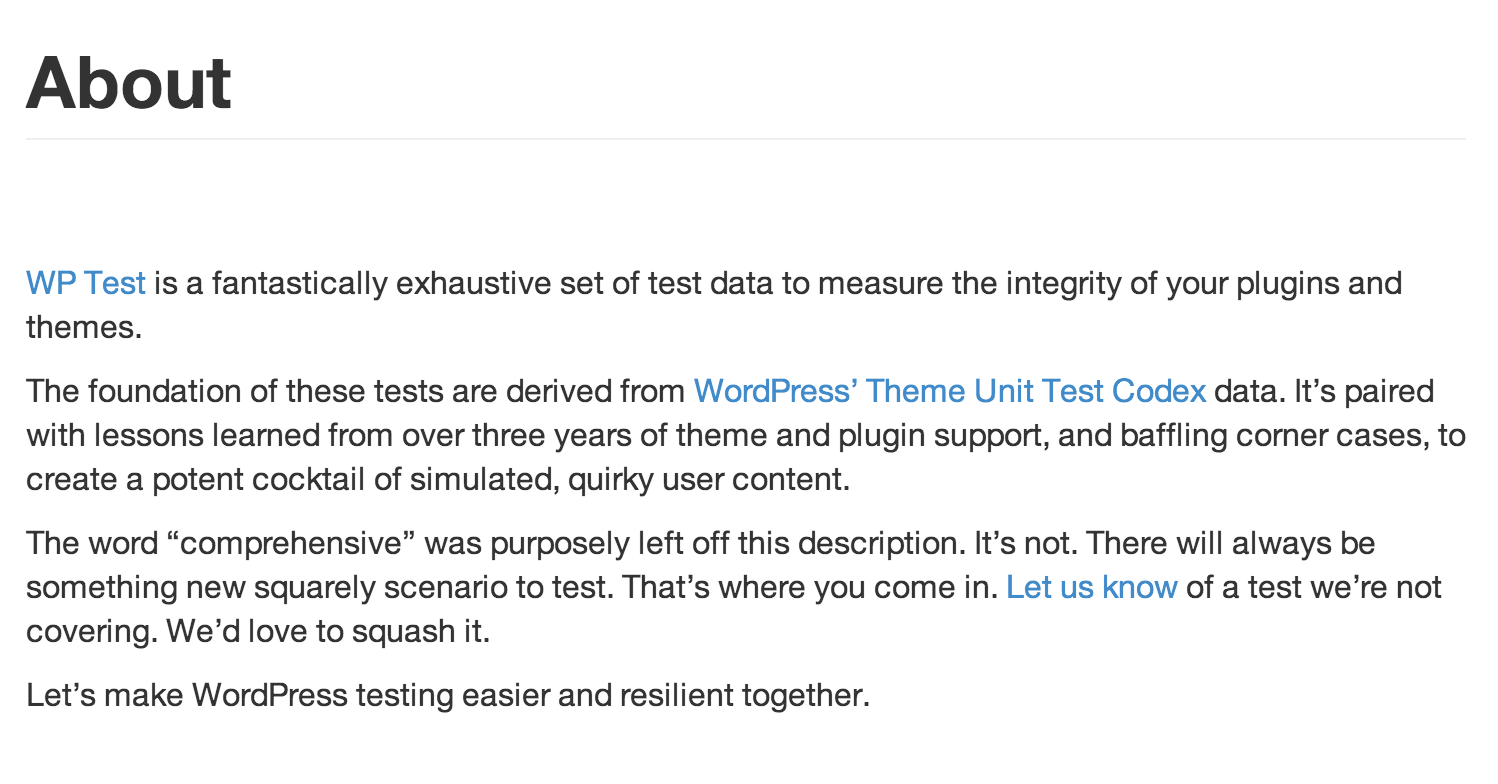 About
WP Test is a fantastically exhaustive set of test data to measure the integrity of your plugins and
themes.
The foundation of these tests are derived from WordPress’ Theme Unit Test Codex data. It’s paired
with lessons learned from over three years of theme and plugin support, and baffling corner cases, to
create a potent cocktail of simulated, quirky user content.
The word “comprehensive” was purposely left off this description. It’s not. There will always be
something new squarely scenario to test. That’s where you come in. Let us know of a test we’re not
covering. We’d love to squash it.
Let’s make WordPress testing easier and resilient together.